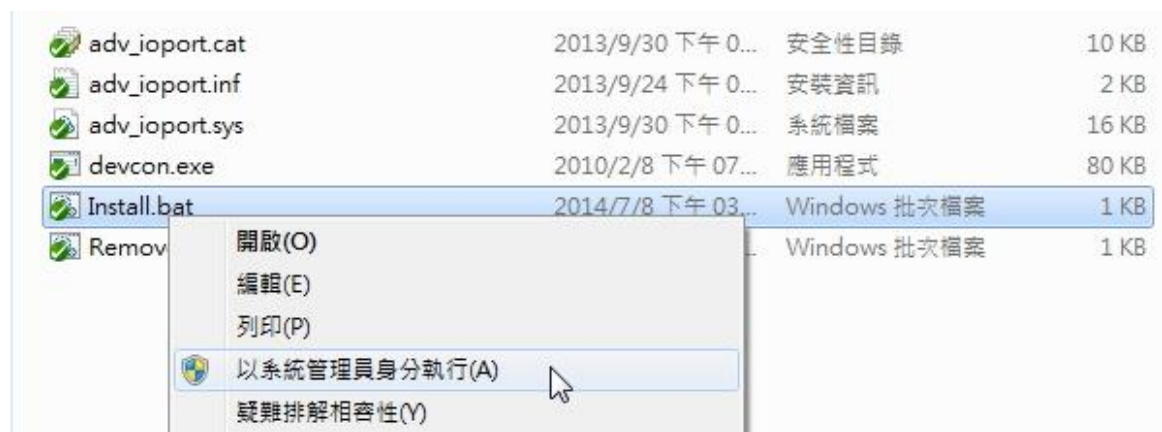 adv_ioport.cat 2013/9/30 下午 0... 安全性目錄 10 KB
adv_ioport.inf 2013/9/24 下午 0... 安裝資訊 2 KB
adv_ioport.sys 2013/9/30 下午 0... 系統檔案 16 KB
devcon.exe 2010/2/8 下午 07... 應用程式 80 KB
Install.bat 2014/7/8 下午 03... Windows 批次檔案 1 KB
Remov Windows 批次檔案 1 KB
開啟(O)
編輯(E)
列印(P)
以系統管理員身分執行(A)
疑難排解相容性(Y)